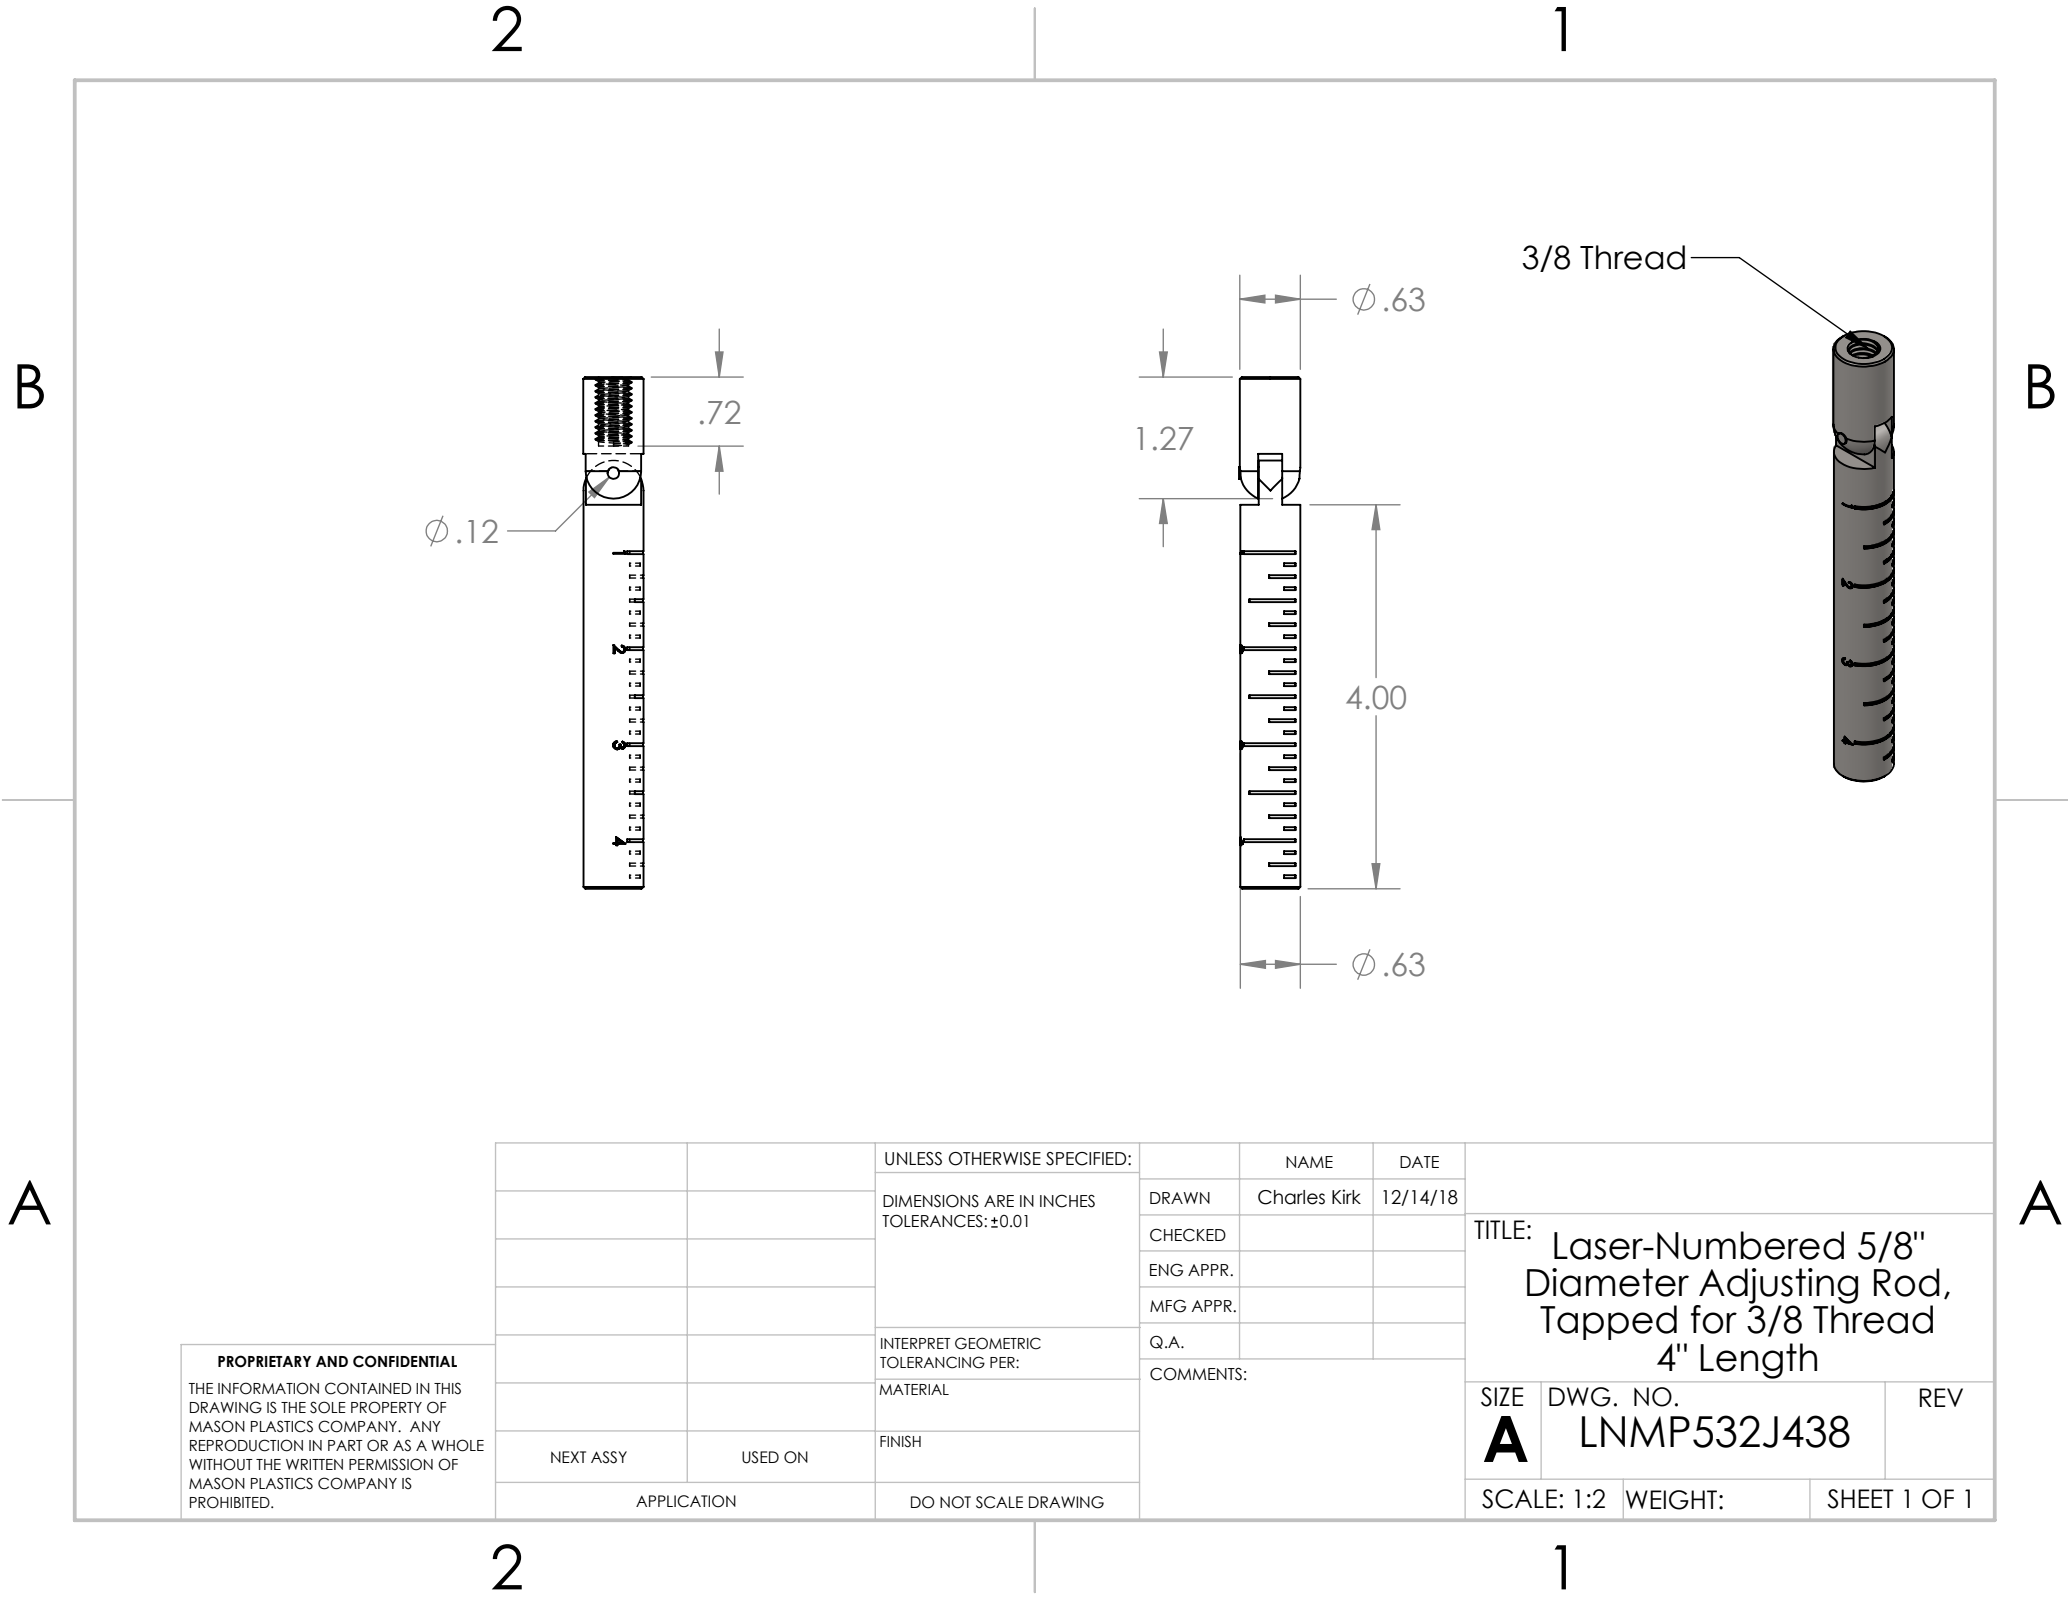 2
1
B
B
A
A
3/8 Thread
∅.63
.72
1.27
∅.12
1
2
3
4
4.00
∅.63
2
3
4
UNLESS OTHERWISE SPECIFIED:
DIMENSIONS ARE IN INCHES
TOLERANCES: ±0.01
INTERPRET GEOMETRIC
TOLERANCING PER:
MATERIAL
FINISH
DO NOT SCALE DRAWING
NAME
DATE
DRAWN
Charles Kirk
12/14/18
CHECKED
ENG APPR.
MFG APPR.
Q.A.
COMMENTS:
TITLE:
Laser-Numbered 5/8"
Diameter Adjusting Rod,
Tapped for 3/8 Thread
4" Length
SIZE
A
DWG. NO.
LNMP532J438
REV
SCALE: 1:2
WEIGHT:
SHEET 1 OF 1
PROPRIETARY AND CONFIDENTIAL
THE INFORMATION CONTAINED IN THIS
DRAWING IS THE SOLE PROPERTY OF
MASON PLASTICS COMPANY. ANY
REPRODUCTION IN PART OR AS A WHOLE
WITHOUT THE WRITTEN PERMISSION OF
MASON PLASTICS COMPANY IS
PROHIBITED.
NEXT ASSY
USED ON
APPLICATION
2
1